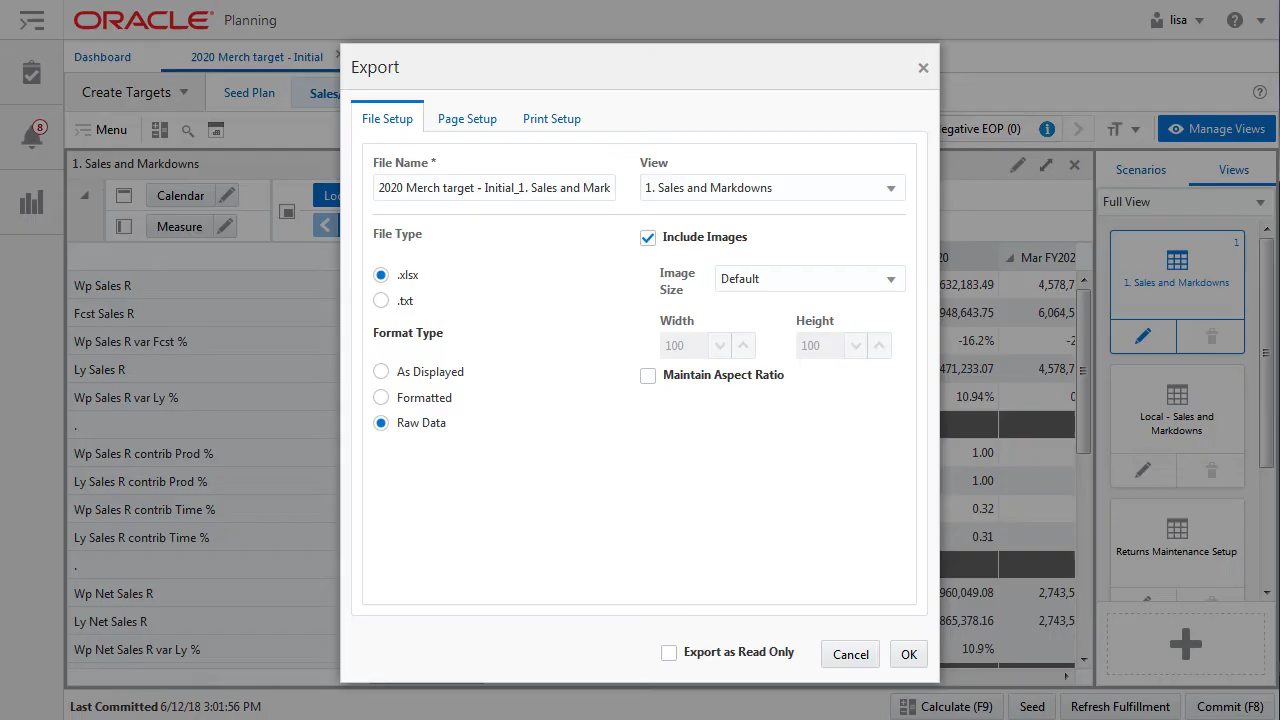 ORACLE Planning
lisa
Dashboard
2020 Merch target - Initial
Create Targets
Seed Plan
Sales/
8
Menu
egative EOP (0)
Manage Views
1. Sales and Markdowns
Calendar
Measure
Wp Sales R
632,183.49
4,578,7
Fcst Sales R
948,643.75
6,064,5
Wp Sales R var Fcst %
-16.2%
Ly Sales R
471,233.07
4,578,7
Wp Sales R var Ly %
10.94%
.
Wp Sales R contrib Prod %
1.00
Ly Sales R contrib Prod %
1.00
Wp Sales R contrib Time %
0.32
Ly Sales R contrib Time %
0.31
.
Wp Net Sales R
960,049.08
2,743,5
Ly Net Sales R
865,378.16
2,743,5
Wp Net Sales R var Ly %
10.9%
20
Mar FY202
Export
File Setup
Page Setup
Print Setup
File Name *
2020 Merch target - Initial_1. Sales and Mark
View
1. Sales and Markdowns
File Type
.xlsx
.txt
Format Type
As Displayed
Formatted
Raw Data
Include Images
Image
Size
Default
Width
Height
100
100
Maintain Aspect Ratio
Export as Read Only
Cancel
OK
Scenarios
Views
Full View
1
1. Sales and Markdowns
Local - Sales and
Markdowns
Returns Maintenance Setup
Last Committed 6/12/18 3:01:56 PM
Calculate (F9)
Seed
Refresh Fulfillment
Commit (F8)